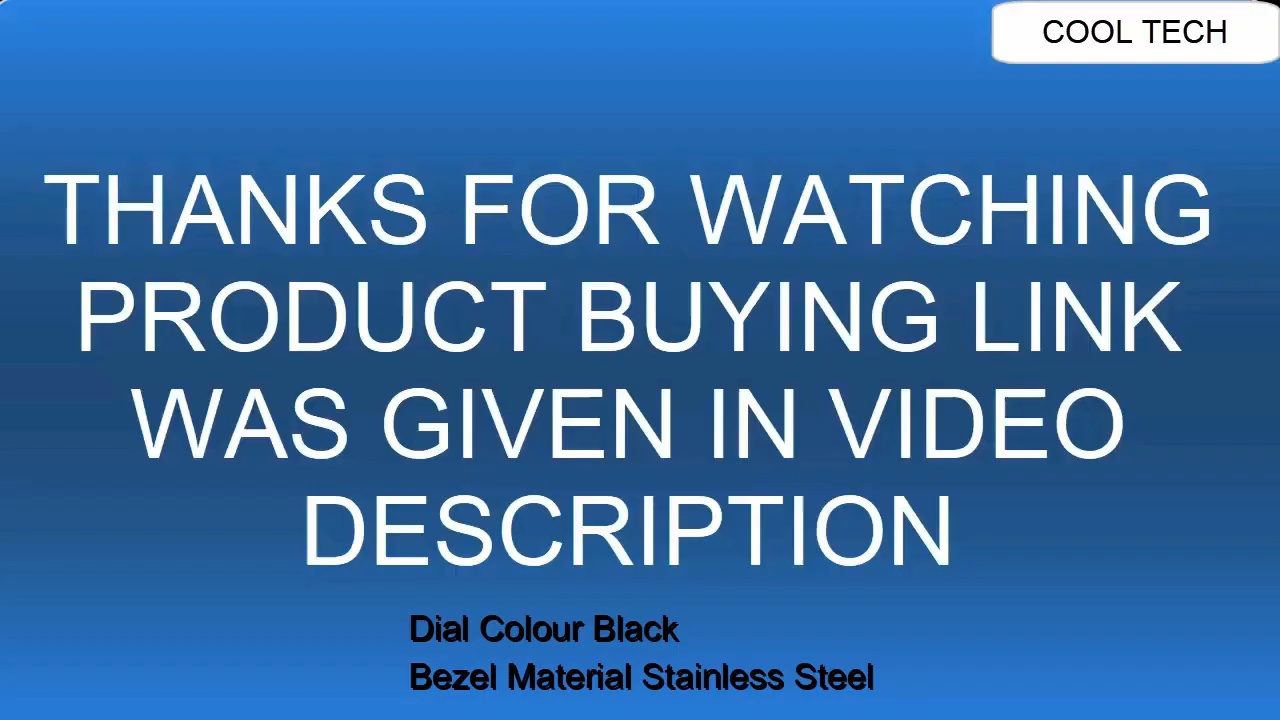 COOL TECH
THANKS FOR WATCHING
PRODUCT BUYING LINK
WAS GIVEN IN VIDEO
DESCRIPTION
Dial Colour Black
Bezel Material Stainless Steel